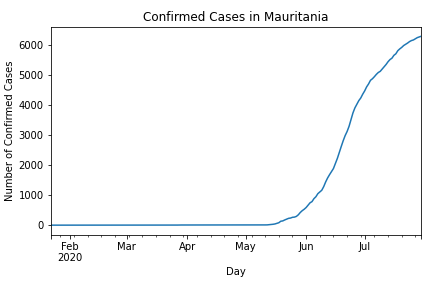 Confirmed Cases in Mauritania
6000
5000
4000
3000
2000
1000
0
Number of Confirmed Cases
Feb Mar Apr May Jun Jul
2020
Day